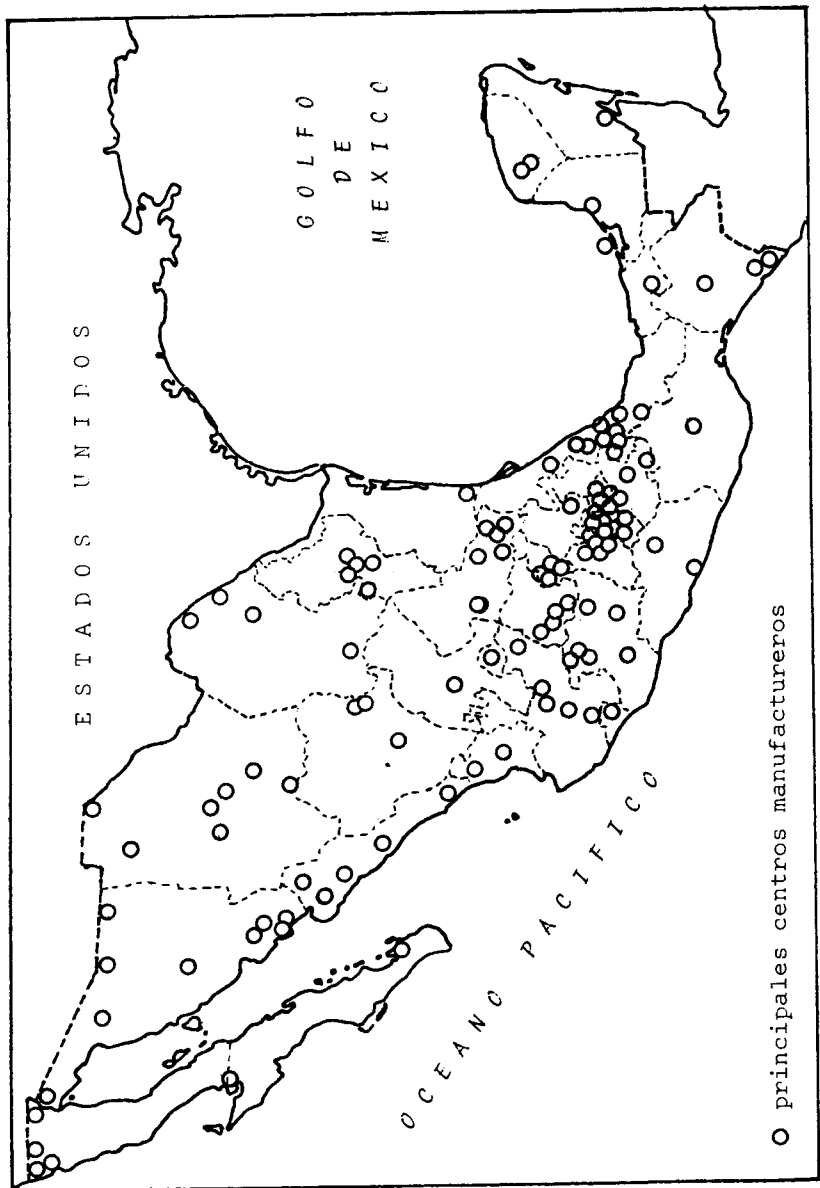 ESTADOS UNIDOS
GOLFO
DE
MEXICO
OCEANO PACIFICO
principales centros manufactureros